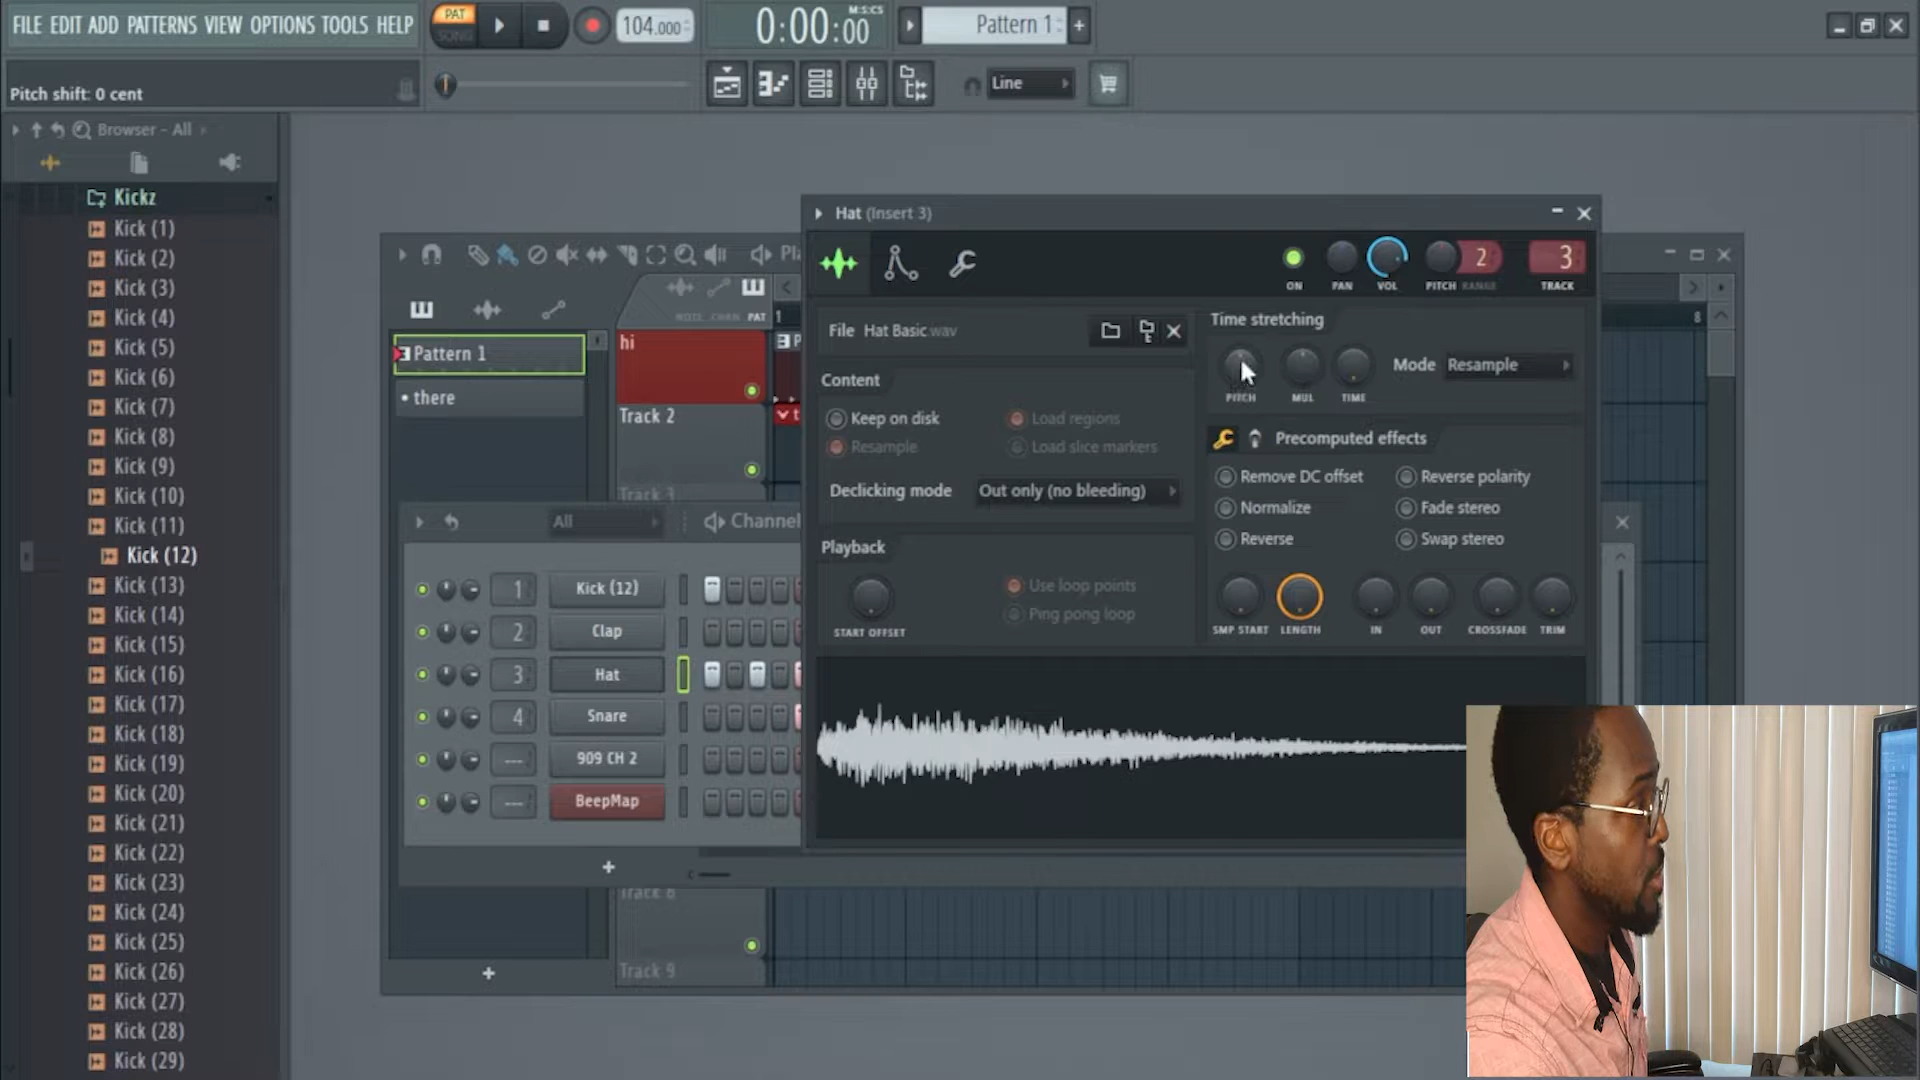 FILE EDIT ADD PATTERNS VIEW OPTIONS TOOLS HELP
PAT
SONG
104.000
0:00:00
M:S:CS
Pattern 1
+
Pitch shift: 0 cent
Line
Browser - All
Kickz
Kick (1)
Kick (2)
Kick (3)
Kick (4)
Kick (5)
Kick (6)
Kick (7)
Kick (8)
Kick (9)
Kick (10)
Kick (11)
Kick (12)
Kick (13)
Kick (14)
Kick (15)
Kick (16)
Kick (17)
Kick (18)
Kick (19)
Kick (20)
Kick (21)
Kick (22)
Kick (23)
Kick (24)
Kick (25)
Kick (26)
Kick (27)
Kick (28)
Kick (29)
Pattern 1
there
PAT
1
8
hi
Track 2
Track 3
Track 9
All
Channel
1 Kick (12)
2 Clap
3 Hat
4 Snare
--- 909 CH 2
--- BeepMap
+
+
Hat (Insert 3)
2
3
ON PAN VOL PITCH RANGE TRACK
File Hat Basic.wav
Content
Keep on disk
Load regions
Resample
Load slice markers
Declicking mode
Out only (no bleeding)
Playback
Use loop points
Ping pong loop
START OFFSET
Time stretching
Mode Resample
PITCH MUL TIME
Precomputed effects
Remove DC offset
Reverse polarity
Normalize
Fade stereo
Reverse
Swap stereo
SMP START LENGTH IN OUT CROSSFADE TRIM